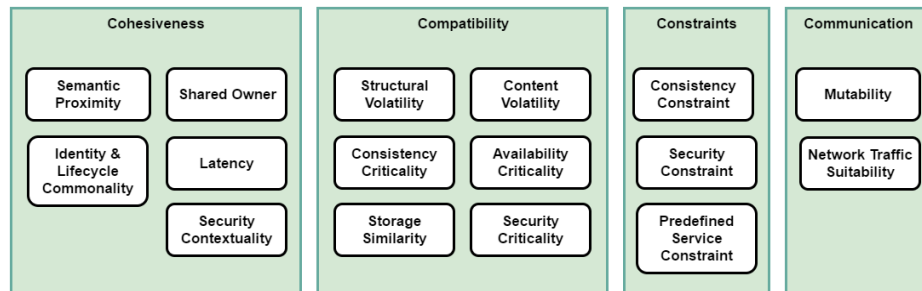 Cohesiveness
Semantic
Proximity
Shared Owner
Identity &
Lifecycle
Commonality
Latency
Security
Contextuality
Compatibility
Structural
Volatility
Content
Volatility
Consistency
Criticality
Availability
Criticality
Storage
Similarity
Security
Criticality
Constraints
Consistency
Constraint
Security
Constraint
Predefined
Service
Constraint
Communication
Mutability
Network Traffic
Suitability